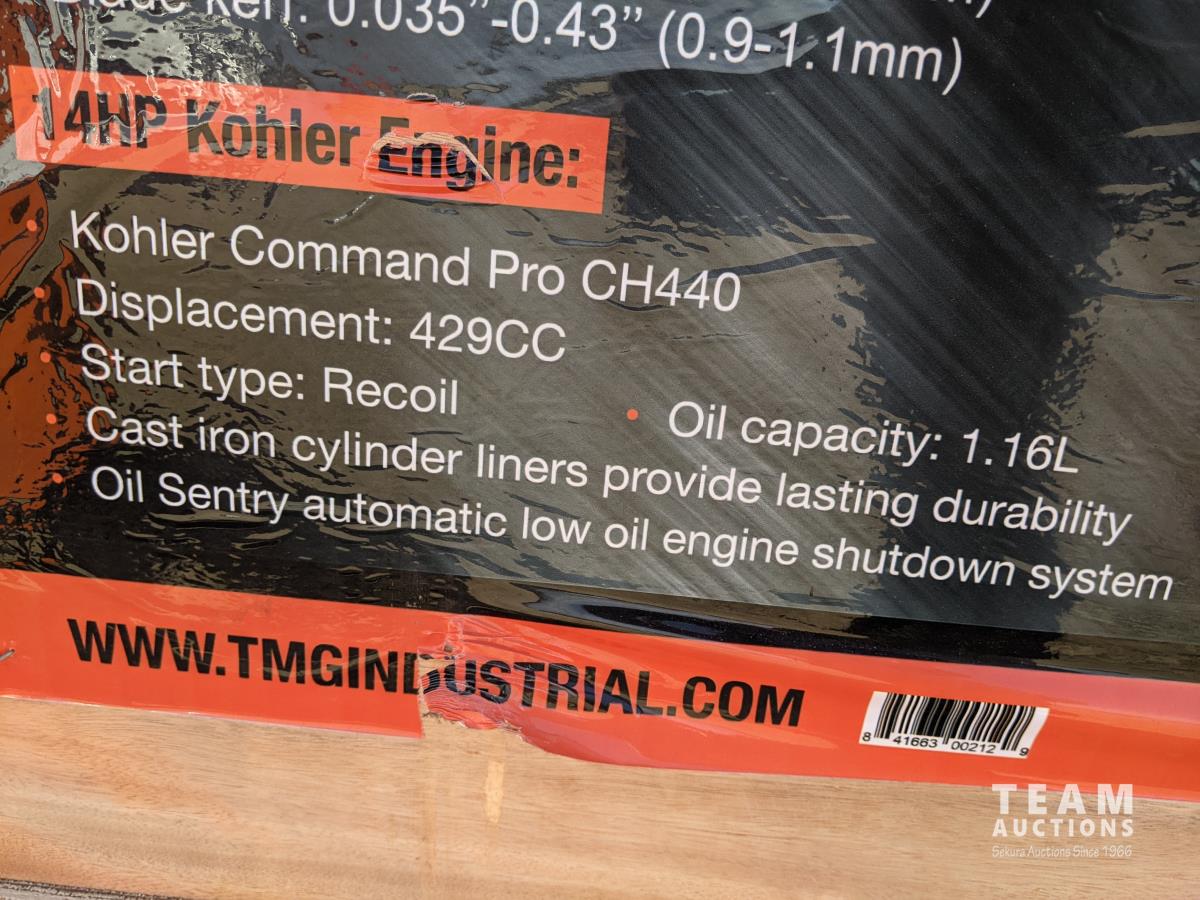 Blade kerf: 0.035”-0.43” (0.9-1.1mm)
14HP Kohler Engine:
• Kohler Command Pro CH440
• Displacement: 429CC
• Start type: Recoil
• Oil capacity: 1.16L
• Cast iron cylinder liners provide lasting durability
• Oil Sentry automatic low oil engine shutdown system
WWW.TMGINDUSTRIAL.COM
8 41663 00212 9
TEAM
AUCTIONS
Sekura Auctions Since 1966